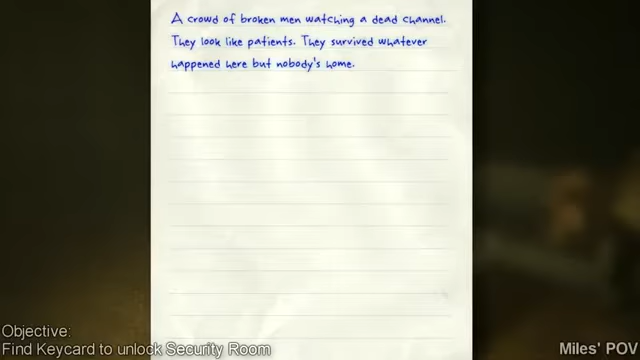 A crowd of broken men watching a dead channel.
They look like patients. They survived whatever
happened here but nobody's home.
Objective:
Find Keycard to unlock Security Room
Miles' POV